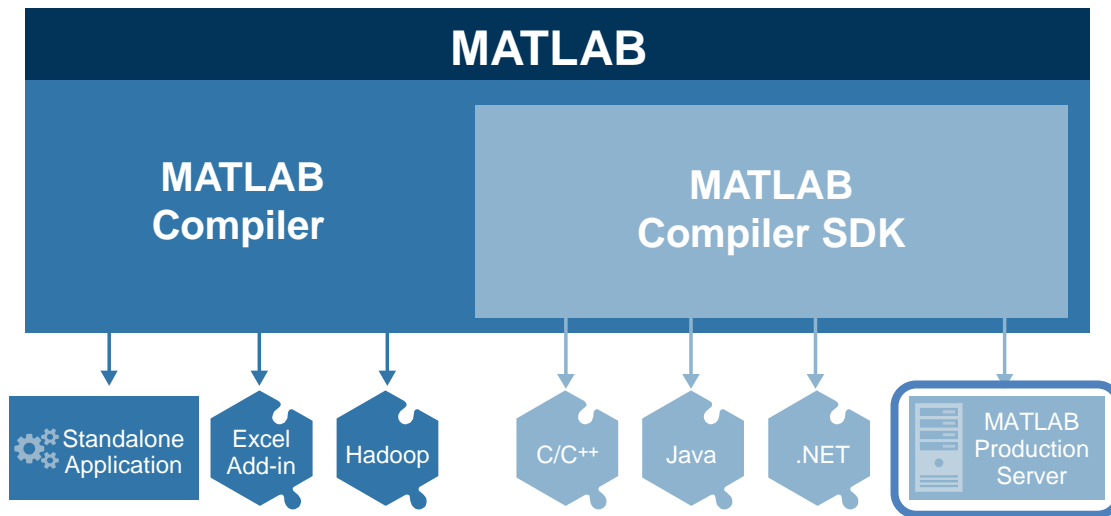 MATLAB
MATLAB
Compiler
MATLAB
Compiler SDK
Standalone
Application
Excel
Add-in
Hadoop
C/C++
Java
.NET
MATLAB
Production
Server